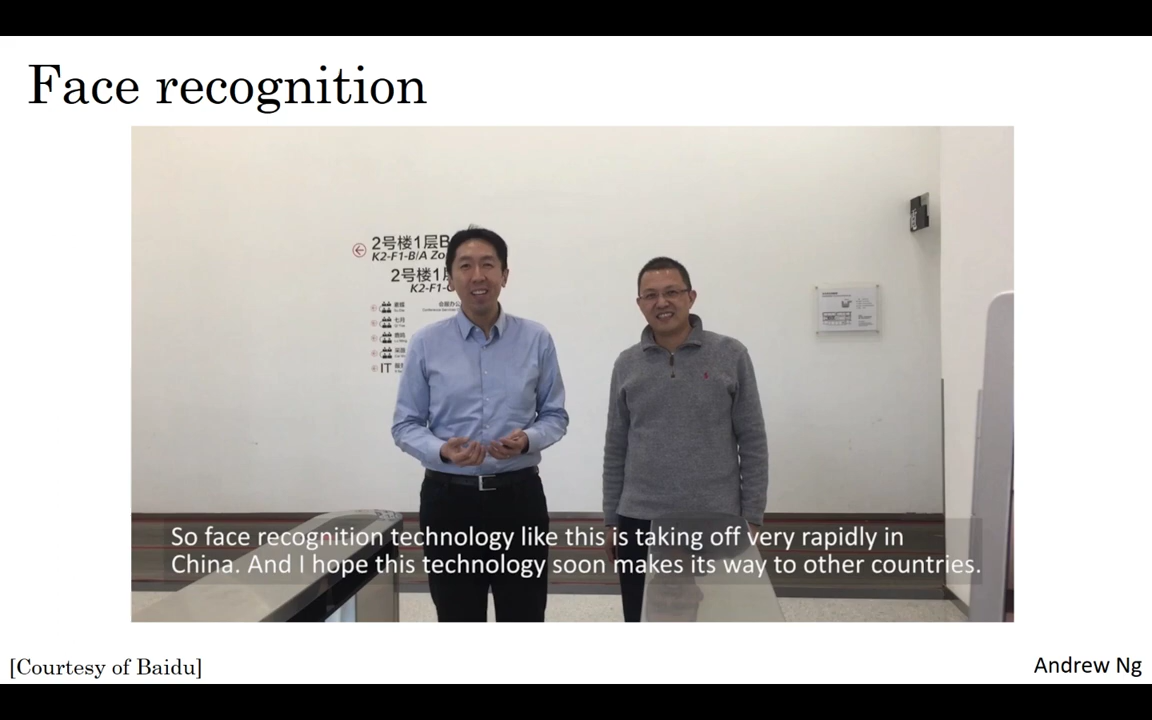 Face recognition
2号楼1层B
K2-F1-B/A Zo
2号楼1
K2-F1-
IT
So face recognition technology like this is taking off very rapidly in
China. And I hope this technology soon makes its way to other countries.
[Courtesy of Baidu]
Andrew Ng